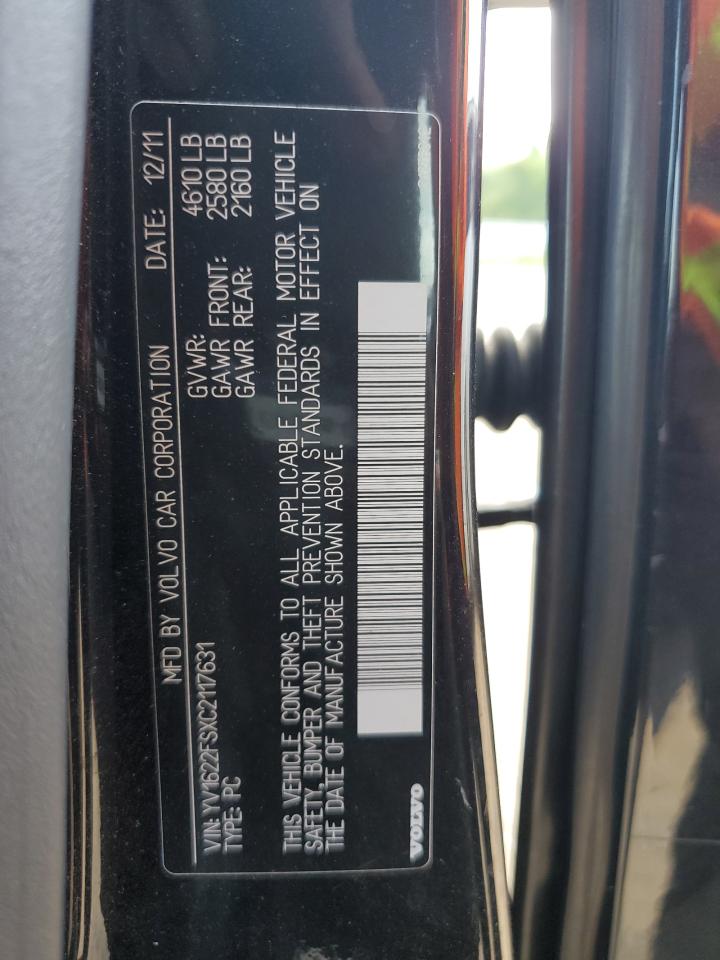 MFD BY VOLVO CAR CORPORATION DATE: 12/11
GVWR: 4610 LB
GAWR FRONT: 2580 LB
GAWR REAR: 2160 LB
VIN: YV1622FSXC2117631
TYPE: PC
THIS VEHICLE CONFORMS TO ALL APPLICABLE FEDERAL MOTOR VEHICLE
SAFETY, BUMPER AND THEFT PREVENTION STANDARDS IN EFFECT ON
THE DATE OF MANUFACTURE SHOWN ABOVE.
VOLVO